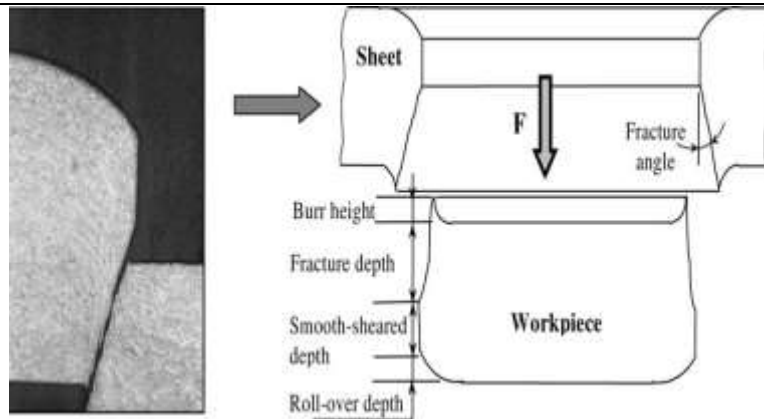 Sheet
F
Fracture
angle
Burr height
Fracture depth
Smooth-sheared
depth
Workpiece
Roll-over depth